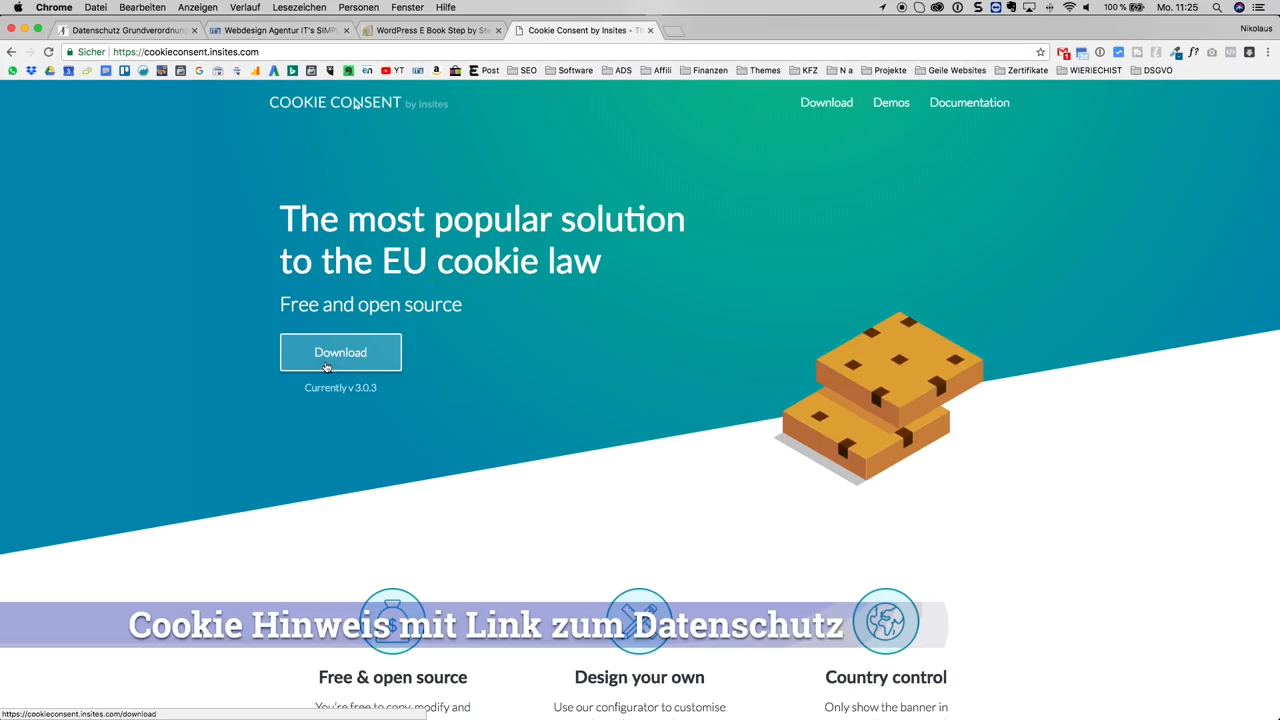 Chrome Datei Bearbeiten Anzeigen Verlauf Lesezeichen Personen Fenster Hilfe 100 % Mo. 11:25
Datenschutz Grundverordnun Webdesign Agentur IT's SIMPL WordPress E Book Step by Ste Cookie Consent by Insites - Th Nikolaus
Sicher https://cookieconsent.insites.com
YT Post SEO Software ADS Affili Finanzen Themes KFZ N a Projekte Geile Websites Zertifikate WIERIECHIST DSGVO
COOKIE CONSENT by Insites Download Demos Documentation
The most popular solution
to the EU cookie law
Free and open source
Download
Currently v 3.0.3
Cookie Hinweis mit Link zum Datenschutz
Free & open source Design your own Country control
You're free to copy, modify and Use our configurator to customise Only show the banner in
https://cookieconsent.insites.com/download